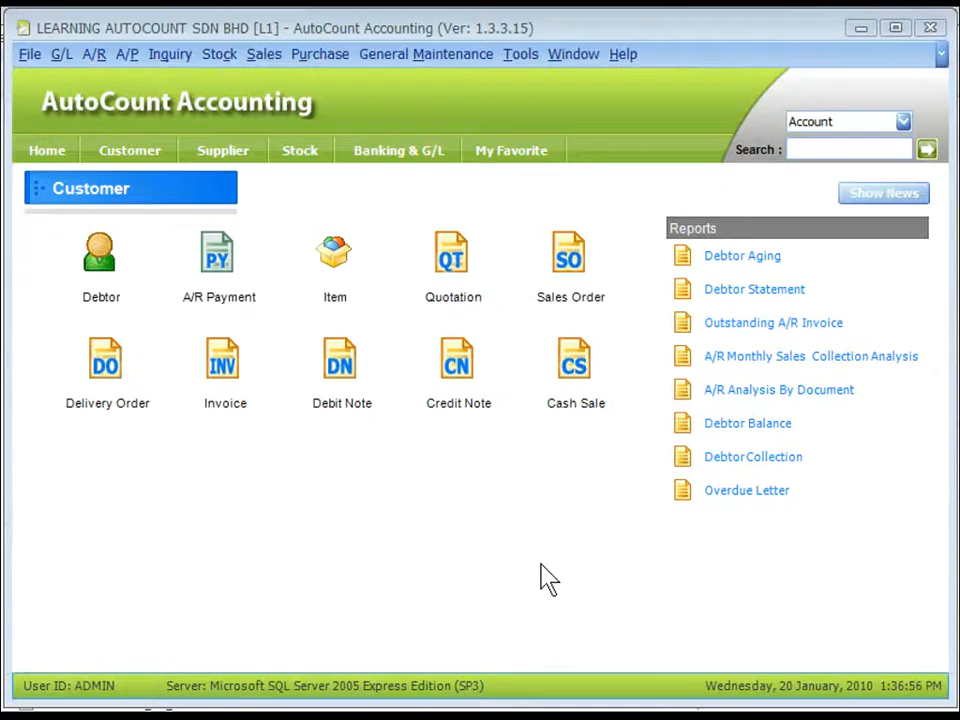 LEARNING AUTOCOUNT SDN BHD [L1] - AutoCount Accounting (Ver: 1.3.3.15)
File G/L A/R A/P Inquiry Stock Sales Purchase General Maintenance Tools Window Help
AutoCount Accounting
Account
Home Customer Supplier Stock Banking & G/L My Favorite
Search :
Customer
Show News
Reports
Debtor Aging
Debtor Statement
Outstanding A/R Invoice
A/R Monthly Sales Collection Analysis
A/R Analysis By Document
Debtor Balance
Debtor Collection
Overdue Letter
PY QT SO
Debtor A/R Payment Item Quotation Sales Order
DO INV DN CN CS
Delivery Order Invoice Debit Note Credit Note Cash Sale
User ID: ADMIN Server: Microsoft SQL Server 2005 Express Edition (SP3) Wednesday, 20 January, 2010 1:36:56 PM